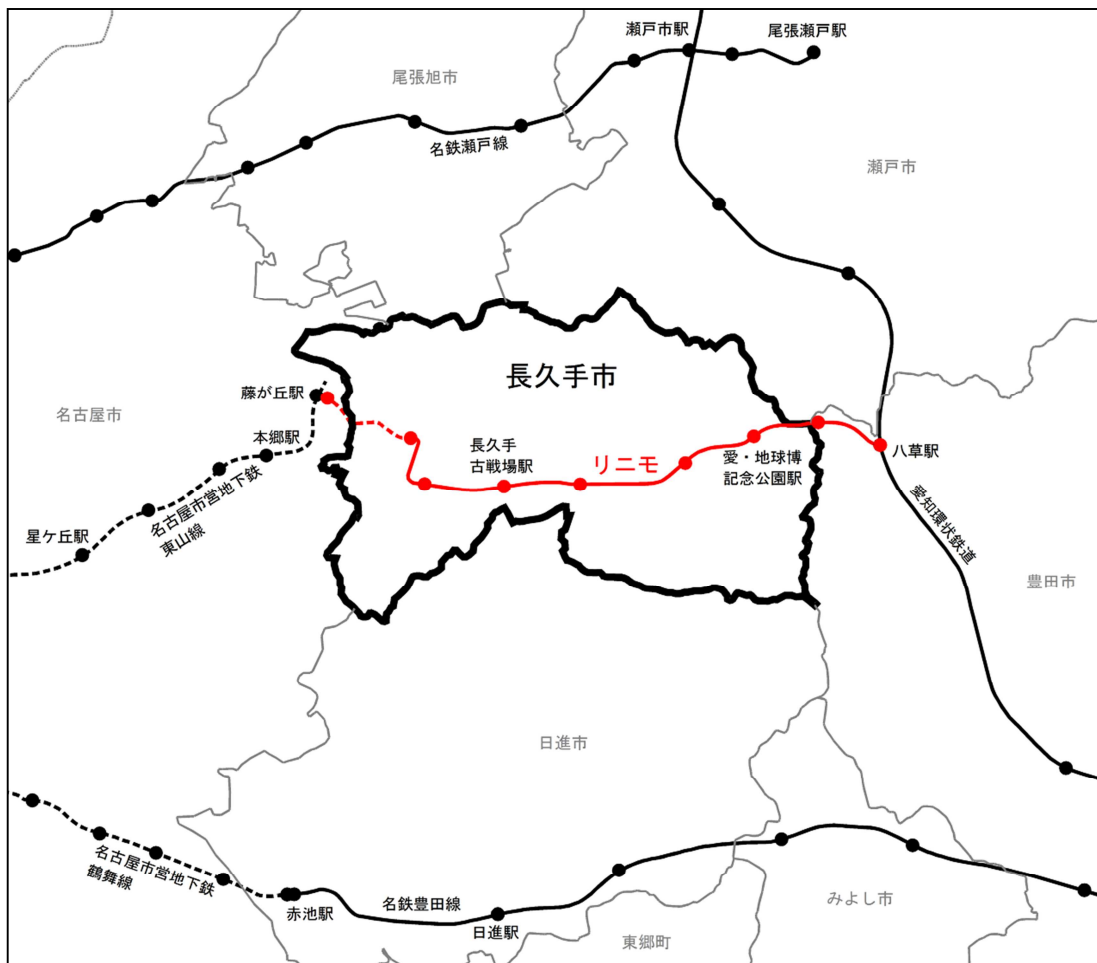 瀬戸市駅
尾張瀬戸駅
尾張旭市
名鉄瀬戸線
瀬戸市
長久手市
藤が丘駅
名古屋市
本郷駅
長久手
古戦場駅
リニモ
愛・地球博
記念公園駅
八草駅
名古屋市営地下鉄
東山線
星ケ丘駅
愛知環状鉄道
豊田市
日進市
名古屋市営地下鉄
鶴舞線
赤池駅
名鉄豊田線
日進駅
みよし市
東郷町